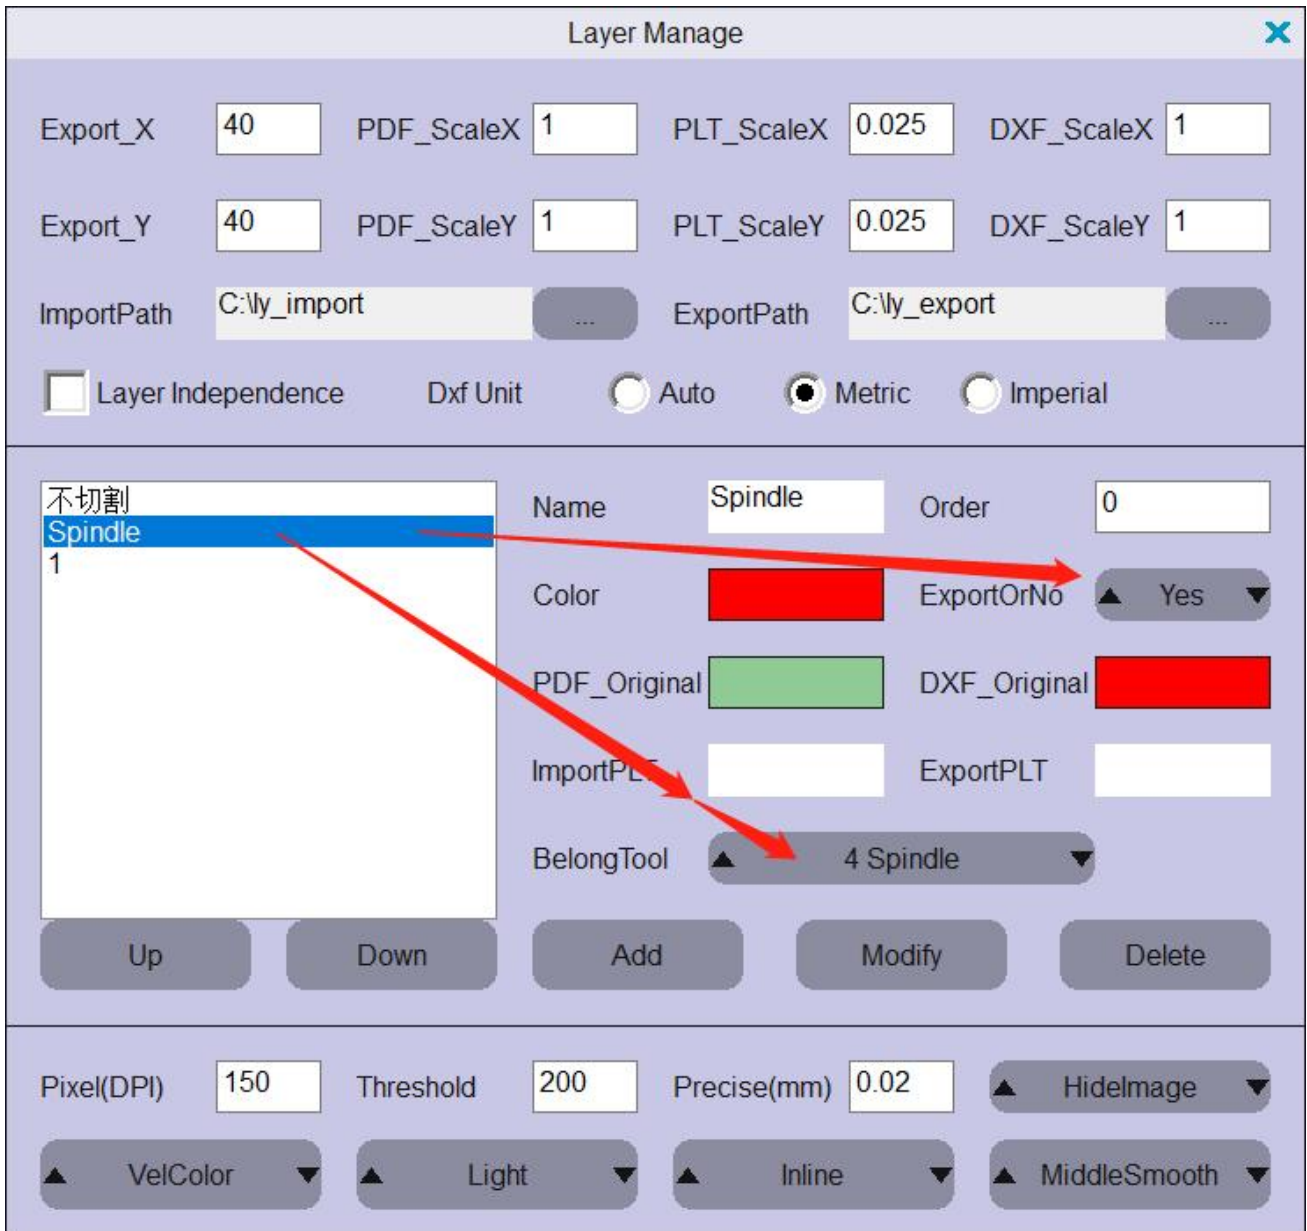 Layer Manage
Export_X 40 PDF_ScaleX 1 PLT_ScaleX 0.025 DXF_ScaleX 1
Export_Y 40 PDF_ScaleY 1 PLT_ScaleY 0.025 DXF_ScaleY 1
ImportPath C:\ly_import ... ExportPath C:\ly_export ...
Layer Independence Dxf Unit Auto Metric Imperial
不切割
Spindle
1
Name Spindle Order 0
Color ExportOrNo Yes
PDF_Original DXF_Original
ImportPLT ExportPLT
BelongTool 4 Spindle
Up Down Add Modify Delete
Pixel(DPI) 150 Threshold 200 Precise(mm) 0.02 HideImage
VelColor Light Inline MiddleSmooth